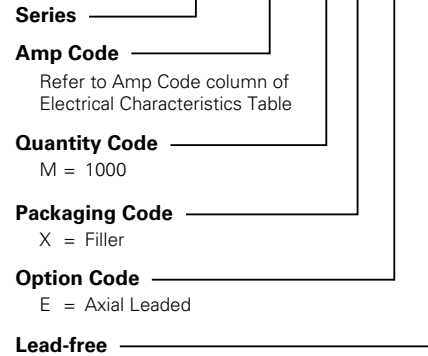 Series
Amp Code
Refer to Amp Code column of
Electrical Characteristics Table
Quantity Code
M = 1000
Packaging Code
X = Filler
Option Code
E = Axial Leaded
Lead-free